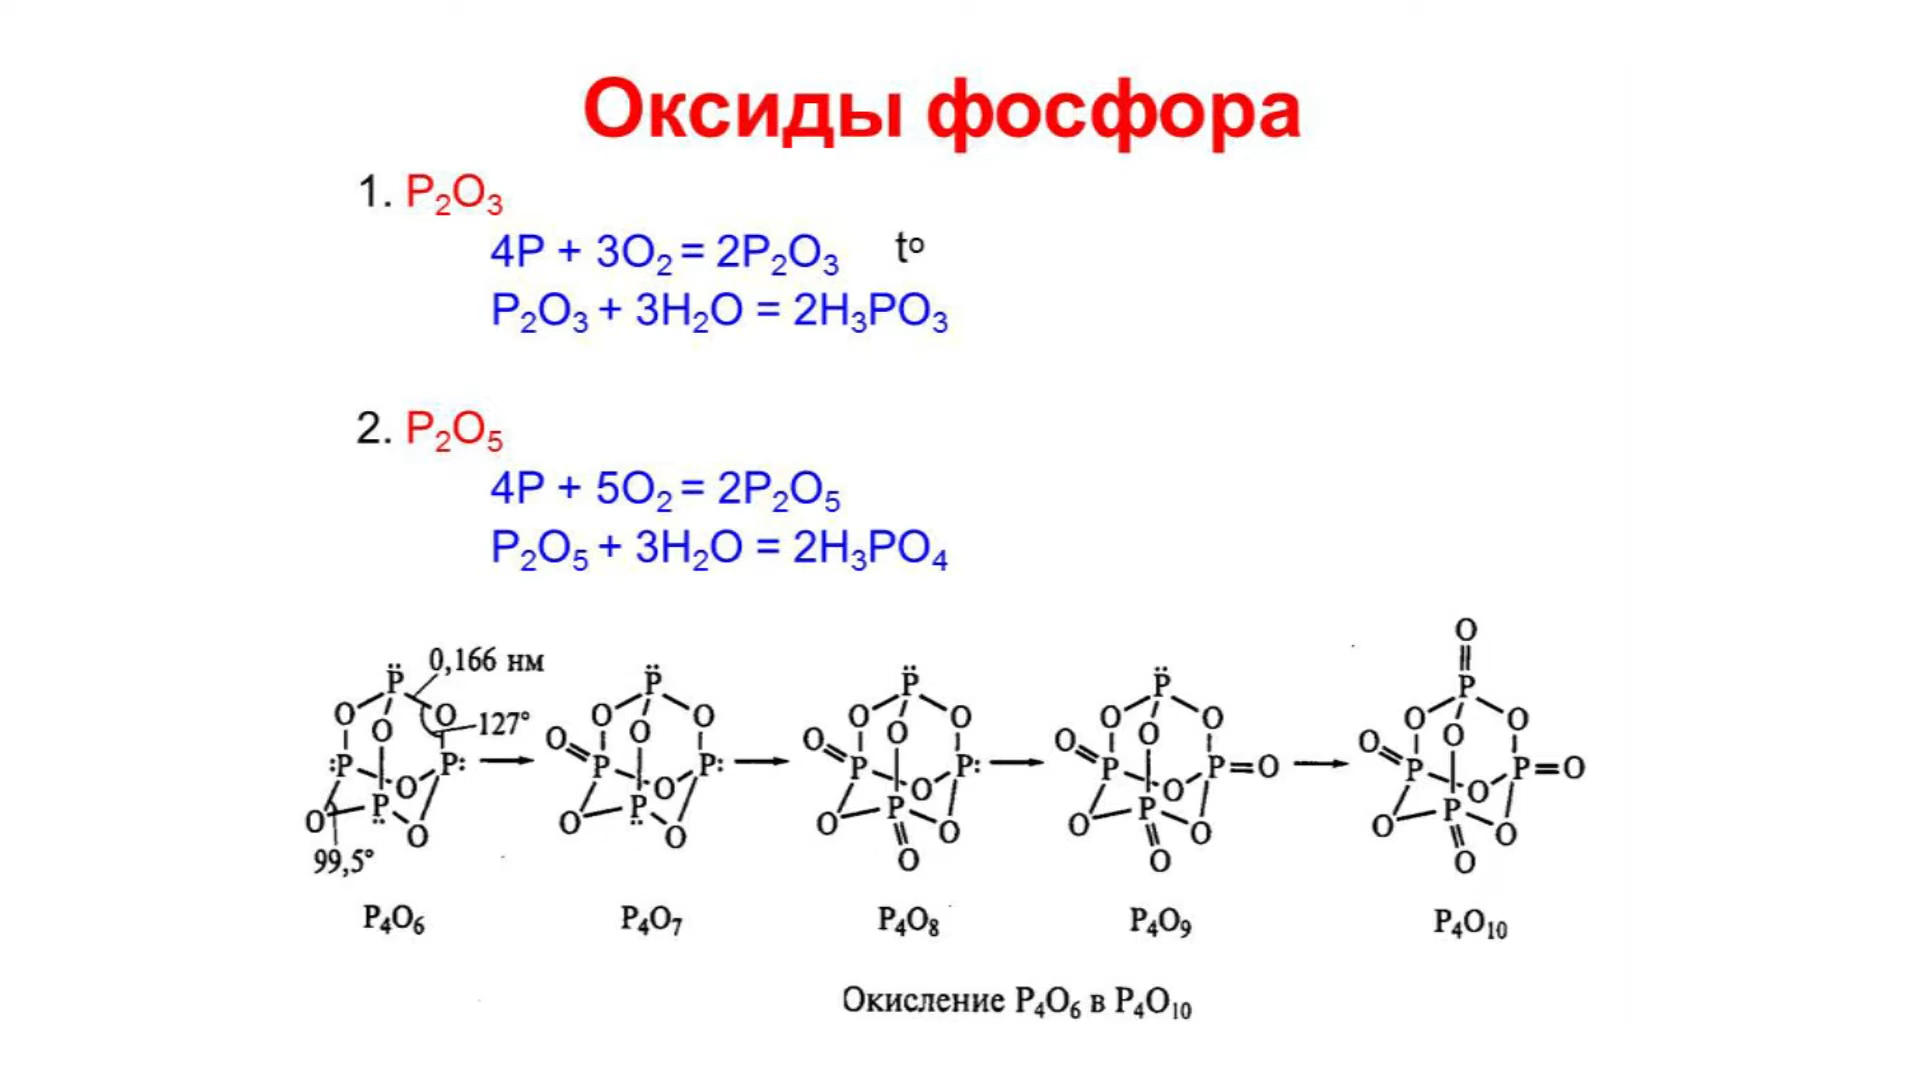 Оксиды фосфора
1. P₂O₃
4P + 3O₂ = 2P₂O₃ tº
P₂O₃ + 3H₂O = 2H₃PO₃
2. P₂O₅
4P + 5O₂ = 2P₂O₅
P₂O₅ + 3H₂O = 2H₃PO₄
0,166 нм
127°
99,5°
P₄O₆ P₄O₇ P₄O₈ P₄O₉ P₄O₁₀
Окисление P₄O₆ в P₄O₁₀